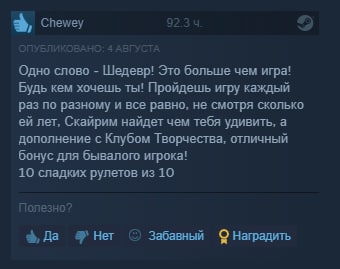 Chewey 92.3 ч.
ОПУБЛИКОВАНО: 4 АВГУСТА
Одно слово - Шедевр! Это больше чем игра!
Будь кем хочешь ты! Пройдешь игру каждый
раз по разному и все равно, не смотря сколько
ей лет, Скайрим найдет чем тебя удивить, а
дополнение с Клубом Творчества, отличный
бонус для бывалого игрока!
10 сладких рулетов из 10
Полезно?
Да Нет Забавный Наградить